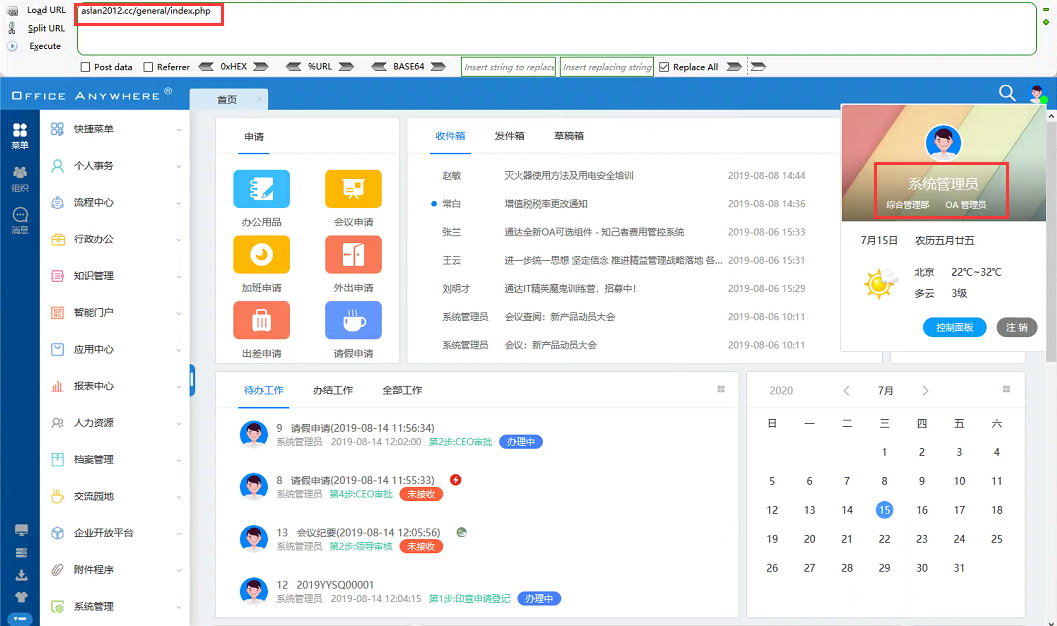 Load URL
aslan2012.cc/general/index.php
Split URL
Execute
Post data Referrer 0xHEX %URL BASE64 Insert string to replace Insert replacing string Replace All
OFFICE ANYWHERE®
首页 ×
菜单
组织
消息
快捷菜单
个人事务
流程中心
行政办公
知识管理
智能门户
应用中心
报表中心
人力资源
档案管理
交流园地
企业开放平台
附件程序
系统管理
申请
办公用品 会议申请
加班申请 外出申请
出差申请 请假申请
收件箱 发件箱 草稿箱
赵敏 灭火器使用方法及用电安全培训 2019-08-08 14:44
常白 增值税税率更改通知 2019-08-08 14:36
张兰 通达全新OA可选组件 - 知己者费用管控系统 2019-08-06 15:33
王云 进一步统一思想 坚定信念 推进精益管理战略落地 各... 2019-08-06 15:31
刘明才 通达IT精英魔鬼训练营，招募中！ 2019-08-06 15:29
系统管理员 会议查阅：新产品动员大会 2019-08-06 10:11
系统管理员 会议：新产品动员大会 2019-08-06 10:11
系统管理员
综合管理部 OA 管理员
7月15日 农历五月廿五
北京 22℃~32℃
多云 3级
控制面板 注 销
待办工作 办结工作 全部工作
9 请假申请(2019-08-14 11:56:34)
系统管理员 2019-08-14 12:02:00 第2步:CEO审批 办理中
8 请假申请(2019-08-14 11:55:33)
系统管理员 第4步:CEO审批 未接收
13 会议纪要(2019-08-14 12:05:56)
系统管理员 第2步:领导审核 未接收
12 2019YYSQ00001
系统管理员 2019-08-14 12:04:15 第1步:印章申请登记 办理中
2020 7月
日 一 二 三 四 五 六
1 2 3 4
5 6 7 8 9 10 11
12 13 14 15 16 17 18
19 20 21 22 23 24 25
26 27 28 29 30 31